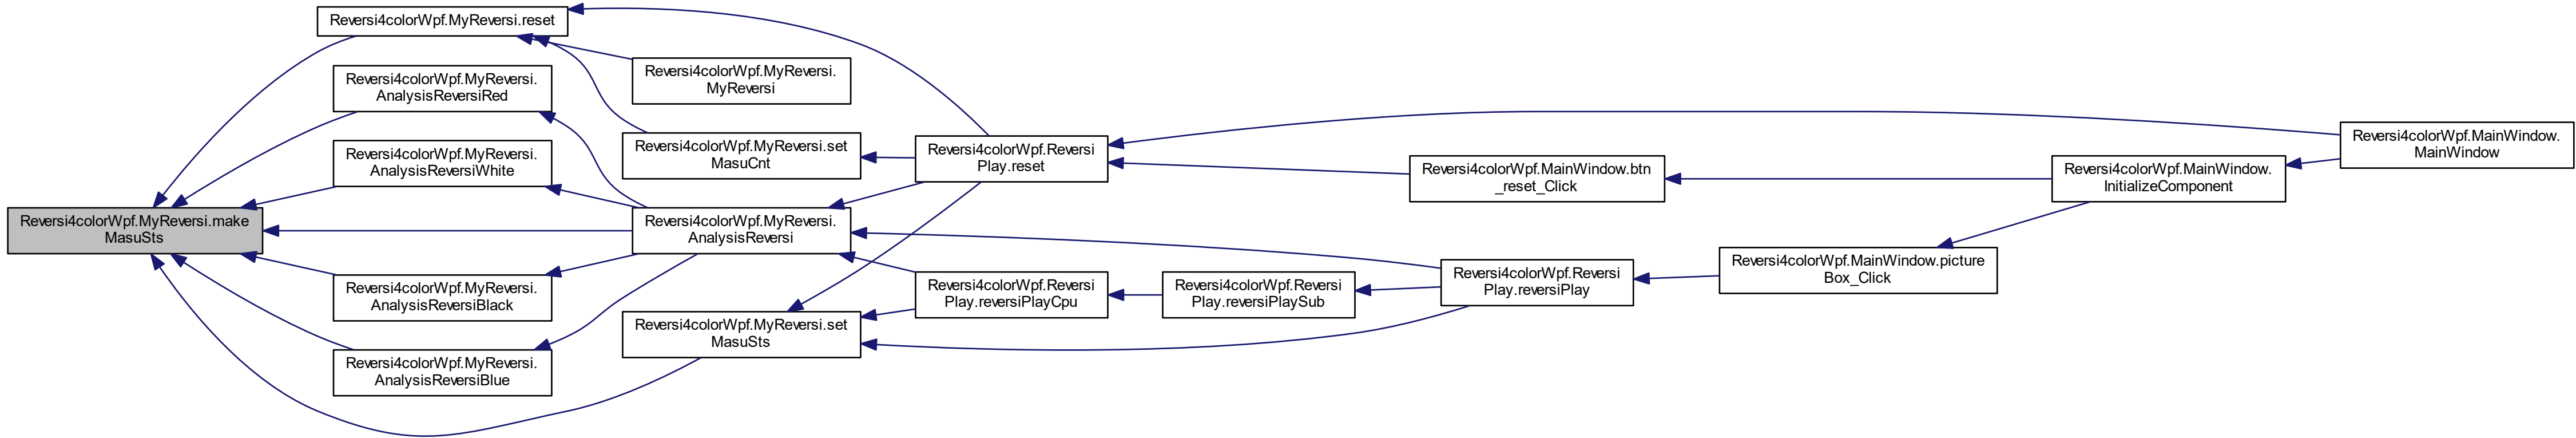 Reversi4colorWpf.MyReversi.make
MasuSts
Reversi4colorWpf.MyReversi.reset
Reversi4colorWpf.MyReversi.
AnalysisReversiRed
Reversi4colorWpf.MyReversi.
AnalysisReversiWhite
Reversi4colorWpf.MyReversi.
AnalysisReversiBlack
Reversi4colorWpf.MyReversi.
AnalysisReversiBlue
Reversi4colorWpf.MyReversi.
MyReversi
Reversi4colorWpf.MyReversi.set
MasuCnt
Reversi4colorWpf.MyReversi.
AnalysisReversi
Reversi4colorWpf.MyReversi.set
MasuSts
Reversi4colorWpf.Reversi
Play.reset
Reversi4colorWpf.Reversi
Play.reversiPlayCpu
Reversi4colorWpf.Reversi
Play.reversiPlaySub
Reversi4colorWpf.MainWindow.btn
_reset_Click
Reversi4colorWpf.Reversi
Play.reversiPlay
Reversi4colorWpf.MainWindow.picture
Box_Click
Reversi4colorWpf.MainWindow.
InitializeComponent
Reversi4colorWpf.MainWindow.
MainWindow